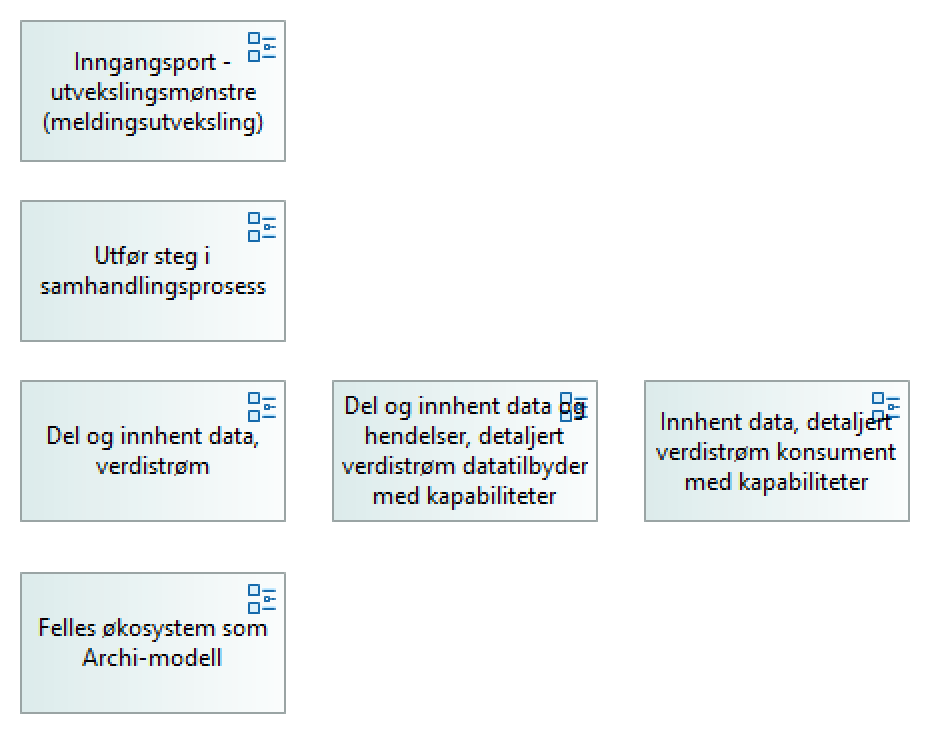 Inngangsport -
utvekslingsmønstre
(meldingsutveksling)
Utfør steg i
samhandlingsprosess
Del og innhent data,
verdistrøm
Del og innhent data og
hendelser, detaljert
verdistrøm datatilbyder
med kapabiliteter
Innhent data, detaljert
verdistrøm konsument
med kapabiliteter
Felles økosystem som
Archi-modell